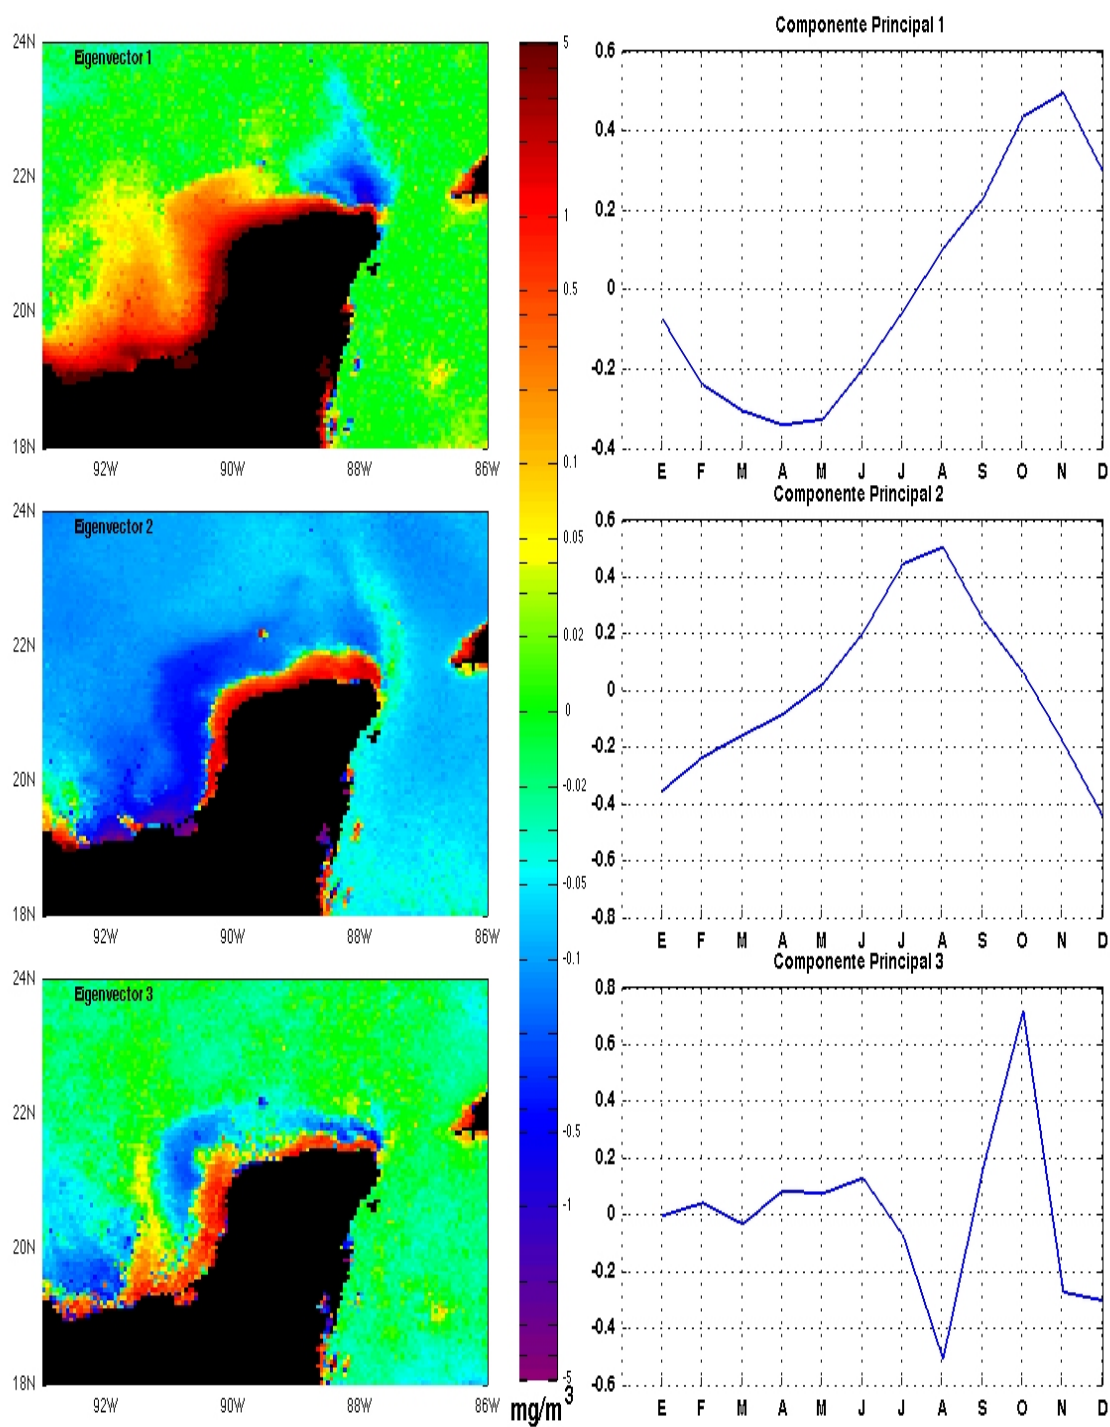 Componente Principal 1
24N
Eigenvector 1
22N
20N
18N
92W 90W 88W 86W
0.6
0.4
0.2
0
-0.2
-0.4
E F M A M J J A S O N D
Componente Principal 2
24N
Eigenvector 2
22N
20N
18N
92W 90W 88W 86W
0.6
0.4
0.2
0
-0.2
-0.4
-0.6
-0.8
E F M A M J J A S O N D
Componente Principal 3
24N
Eigenvector 3
22N
20N
18N
92W 90W 88W 86W
5
1
0.5
0.1
0.05
0.02
0
-0.02
-0.05
-0.1
-0.5
-1
-5
mg/m3
0.8
0.6
0.4
0.2
0
-0.2
-0.4
-0.6
E F M A M J J A S O N D